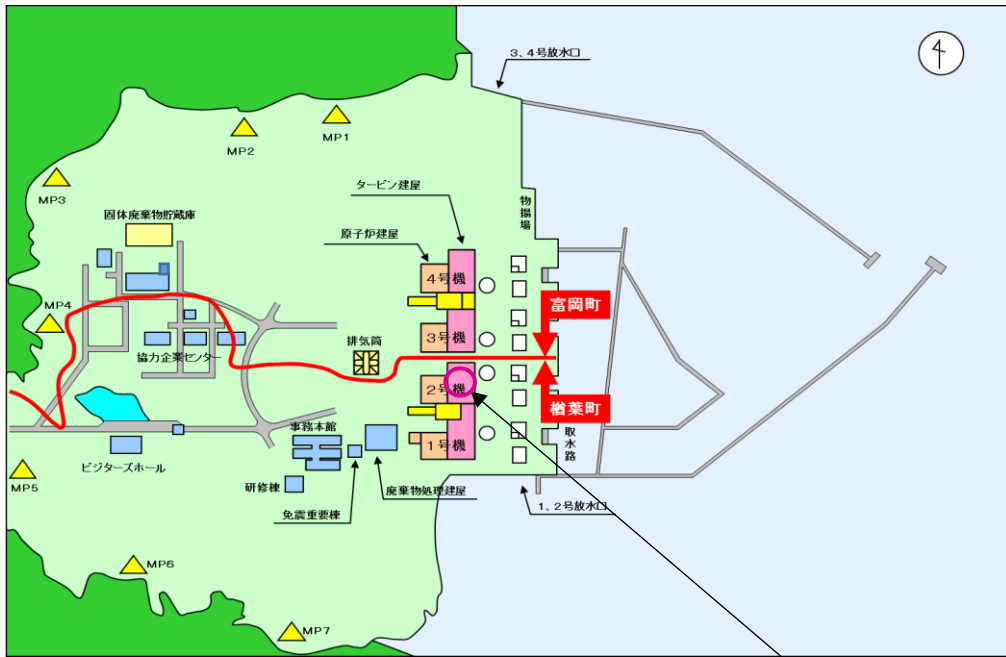 3、4号放水口
MP1
MP2
MP3
タービン建屋
物揚場
固体廃棄物貯蔵庫
原子炉建屋
4号機
富岡町
MP4
3号機
排気筒
協力企業センター
2号機
楢葉町
事務本館
1号機
取水路
ビジターズホール
MP5
研修棟
廃棄物処理建屋
1、2号放水口
免震重要棟
MP6
MP7